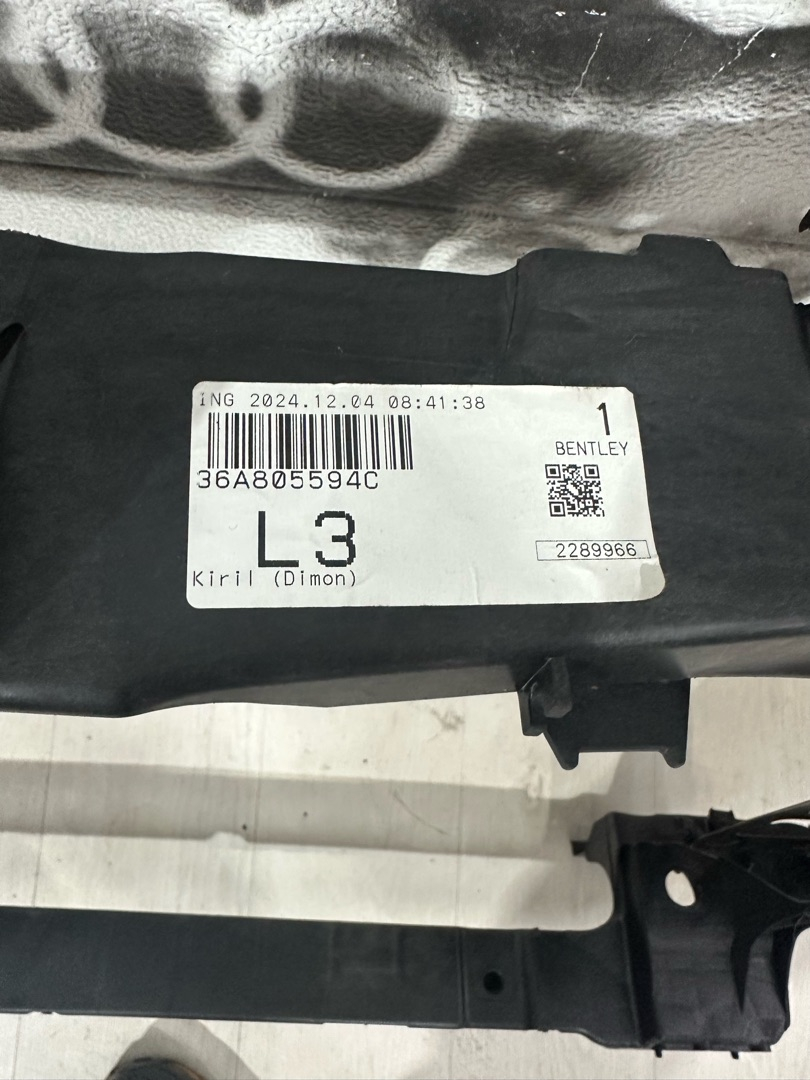 ING 2024.12.04 08:41:38
1
BENTLEY
36A805594C
L3
2289966
Kiril (Dimon)